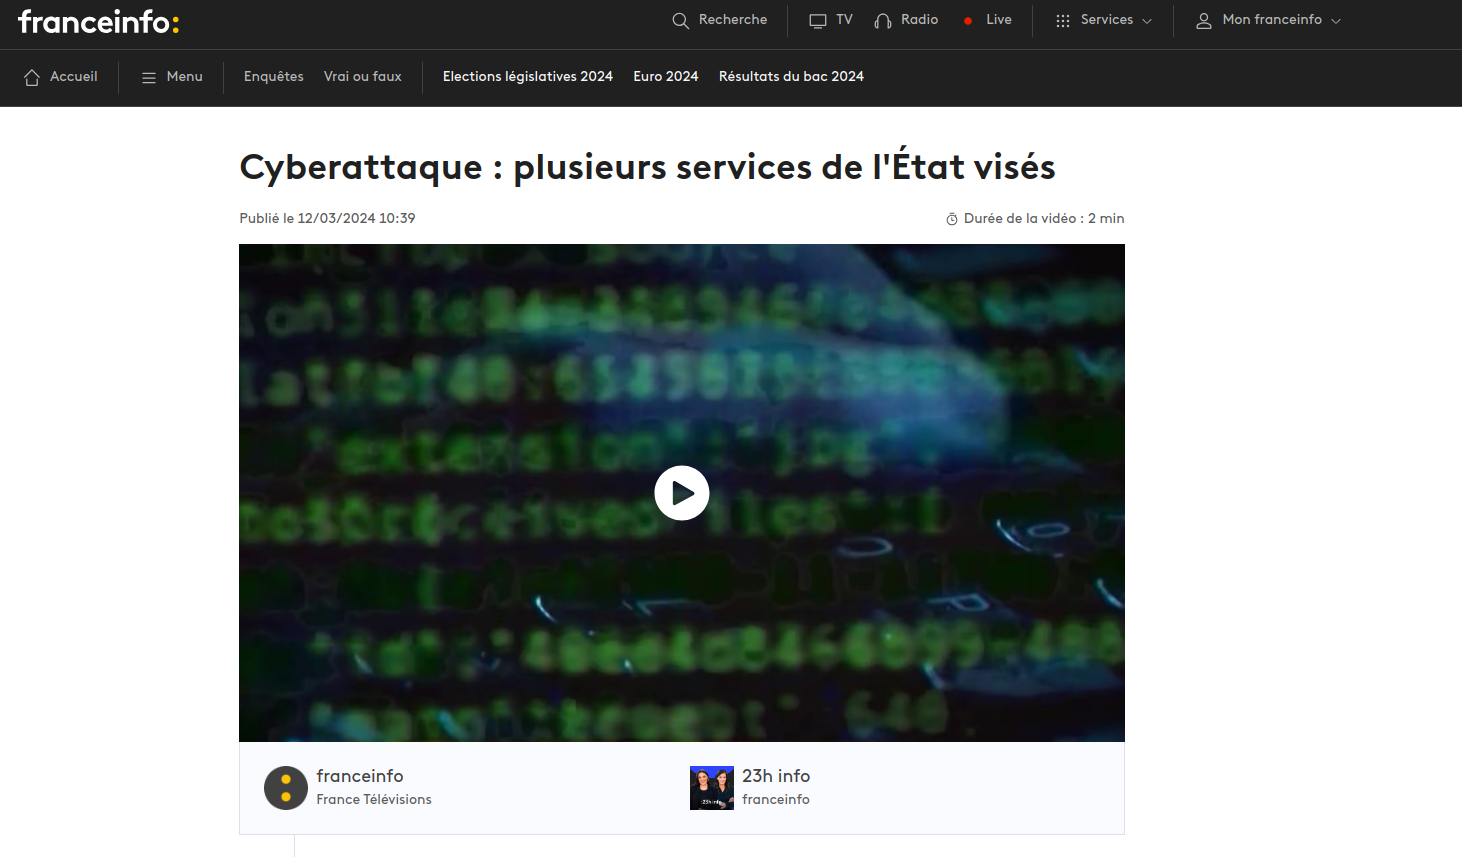 franceinfo:
Recherche
TV
Radio
Live
Services
Mon franceinfo
Accueil
Menu
Enquêtes
Vrai ou faux
Elections législatives 2024
Euro 2024
Résultats du bac 2024
Cyberattaque : plusieurs services de l'État visés
Publié le 12/03/2024 10:39
Durée de la vidéo : 2 min
franceinfo
France Télévisions
23h info
franceinfo